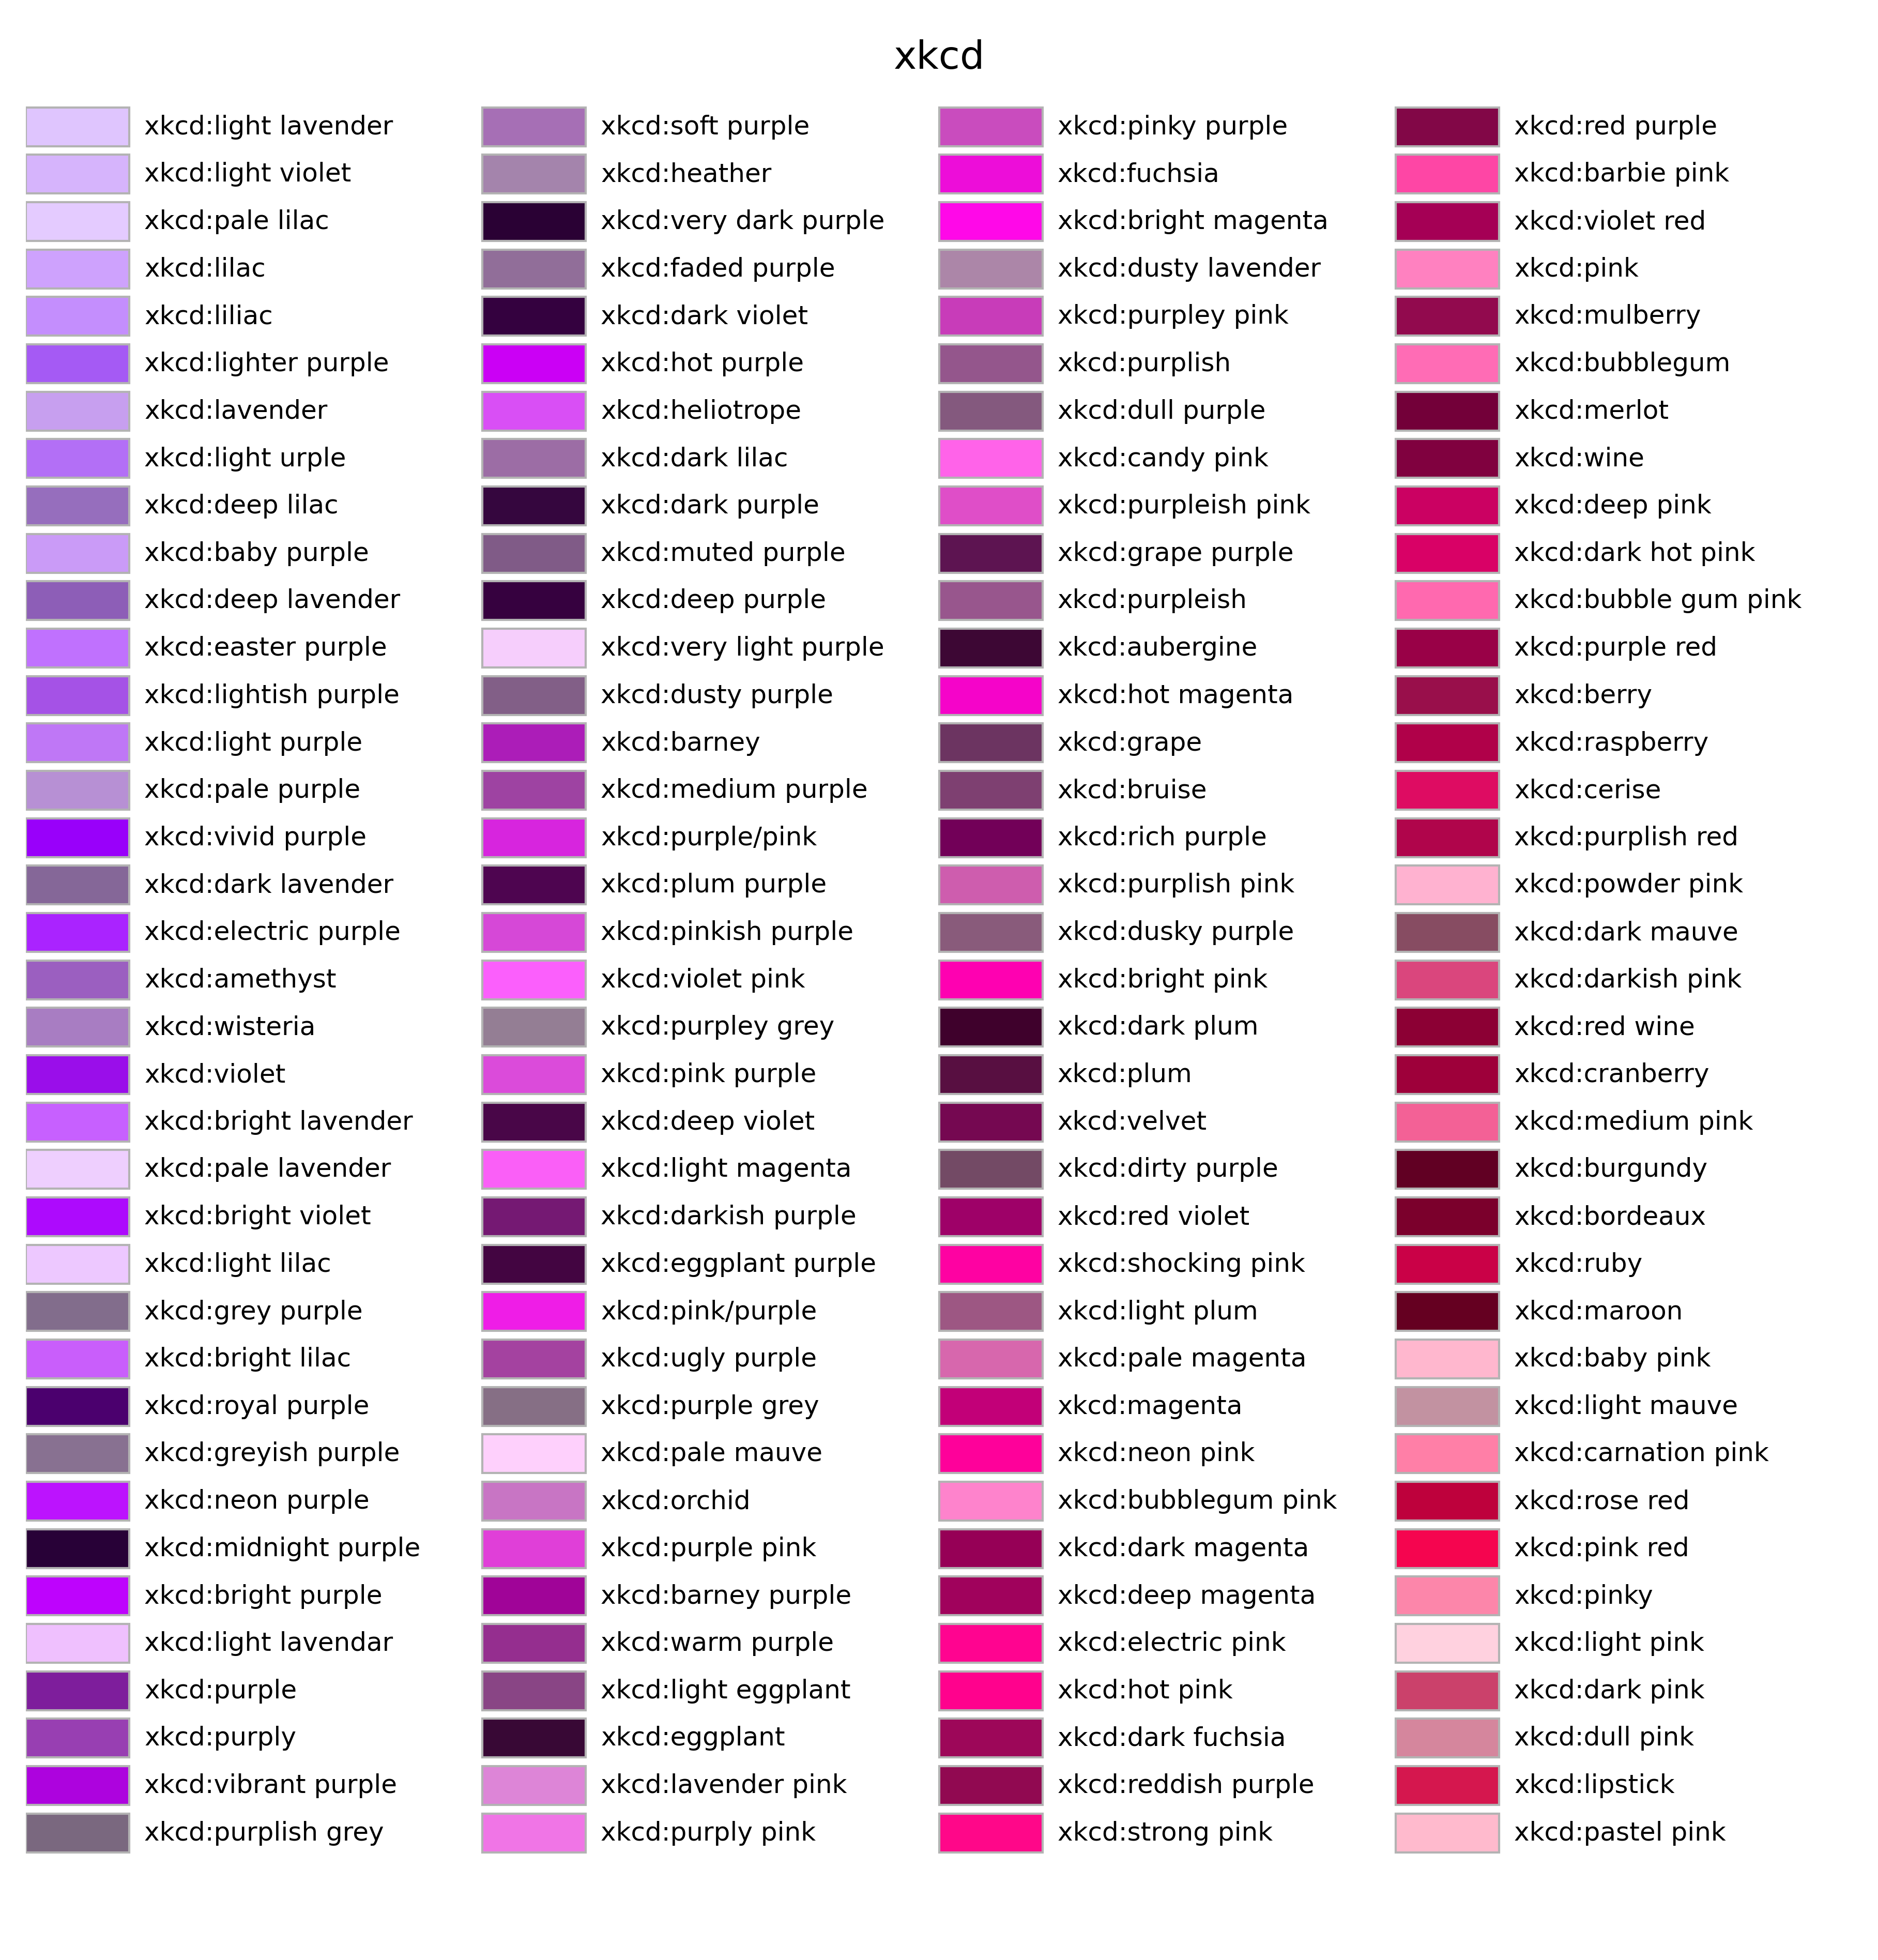 xkcd
xkcd:light lavender
xkcd:light violet
xkcd:pale lilac
xkcd:lilac
xkcd:liliac
xkcd:lighter purple
xkcd:lavender
xkcd:light urple
xkcd:deep lilac
xkcd:baby purple
xkcd:deep lavender
xkcd:easter purple
xkcd:lightish purple
xkcd:light purple
xkcd:pale purple
xkcd:vivid purple
xkcd:dark lavender
xkcd:electric purple
xkcd:amethyst
xkcd:wisteria
xkcd:violet
xkcd:bright lavender
xkcd:pale lavender
xkcd:bright violet
xkcd:light lilac
xkcd:grey purple
xkcd:bright lilac
xkcd:royal purple
xkcd:greyish purple
xkcd:neon purple
xkcd:midnight purple
xkcd:bright purple
xkcd:light lavendar
xkcd:purple
xkcd:purply
xkcd:vibrant purple
xkcd:purplish grey
xkcd:soft purple
xkcd:heather
xkcd:very dark purple
xkcd:faded purple
xkcd:dark violet
xkcd:hot purple
xkcd:heliotrope
xkcd:dark lilac
xkcd:dark purple
xkcd:muted purple
xkcd:deep purple
xkcd:very light purple
xkcd:dusty purple
xkcd:barney
xkcd:medium purple
xkcd:purple/pink
xkcd:plum purple
xkcd:pinkish purple
xkcd:violet pink
xkcd:purpley grey
xkcd:pink purple
xkcd:deep violet
xkcd:light magenta
xkcd:darkish purple
xkcd:eggplant purple
xkcd:pink/purple
xkcd:ugly purple
xkcd:purple grey
xkcd:pale mauve
xkcd:orchid
xkcd:purple pink
xkcd:barney purple
xkcd:warm purple
xkcd:light eggplant
xkcd:eggplant
xkcd:lavender pink
xkcd:purply pink
xkcd:pinky purple
xkcd:fuchsia
xkcd:bright magenta
xkcd:dusty lavender
xkcd:purpley pink
xkcd:purplish
xkcd:dull purple
xkcd:candy pink
xkcd:purpleish pink
xkcd:grape purple
xkcd:purpleish
xkcd:aubergine
xkcd:hot magenta
xkcd:grape
xkcd:bruise
xkcd:rich purple
xkcd:purplish pink
xkcd:dusky purple
xkcd:bright pink
xkcd:dark plum
xkcd:plum
xkcd:velvet
xkcd:dirty purple
xkcd:red violet
xkcd:shocking pink
xkcd:light plum
xkcd:pale magenta
xkcd:magenta
xkcd:neon pink
xkcd:bubblegum pink
xkcd:dark magenta
xkcd:deep magenta
xkcd:electric pink
xkcd:hot pink
xkcd:dark fuchsia
xkcd:reddish purple
xkcd:strong pink
xkcd:red purple
xkcd:barbie pink
xkcd:violet red
xkcd:pink
xkcd:mulberry
xkcd:bubblegum
xkcd:merlot
xkcd:wine
xkcd:deep pink
xkcd:dark hot pink
xkcd:bubble gum pink
xkcd:purple red
xkcd:berry
xkcd:raspberry
xkcd:cerise
xkcd:purplish red
xkcd:powder pink
xkcd:dark mauve
xkcd:darkish pink
xkcd:red wine
xkcd:cranberry
xkcd:medium pink
xkcd:burgundy
xkcd:bordeaux
xkcd:ruby
xkcd:maroon
xkcd:baby pink
xkcd:light mauve
xkcd:carnation pink
xkcd:rose red
xkcd:pink red
xkcd:pinky
xkcd:light pink
xkcd:dark pink
xkcd:dull pink
xkcd:lipstick
xkcd:pastel pink